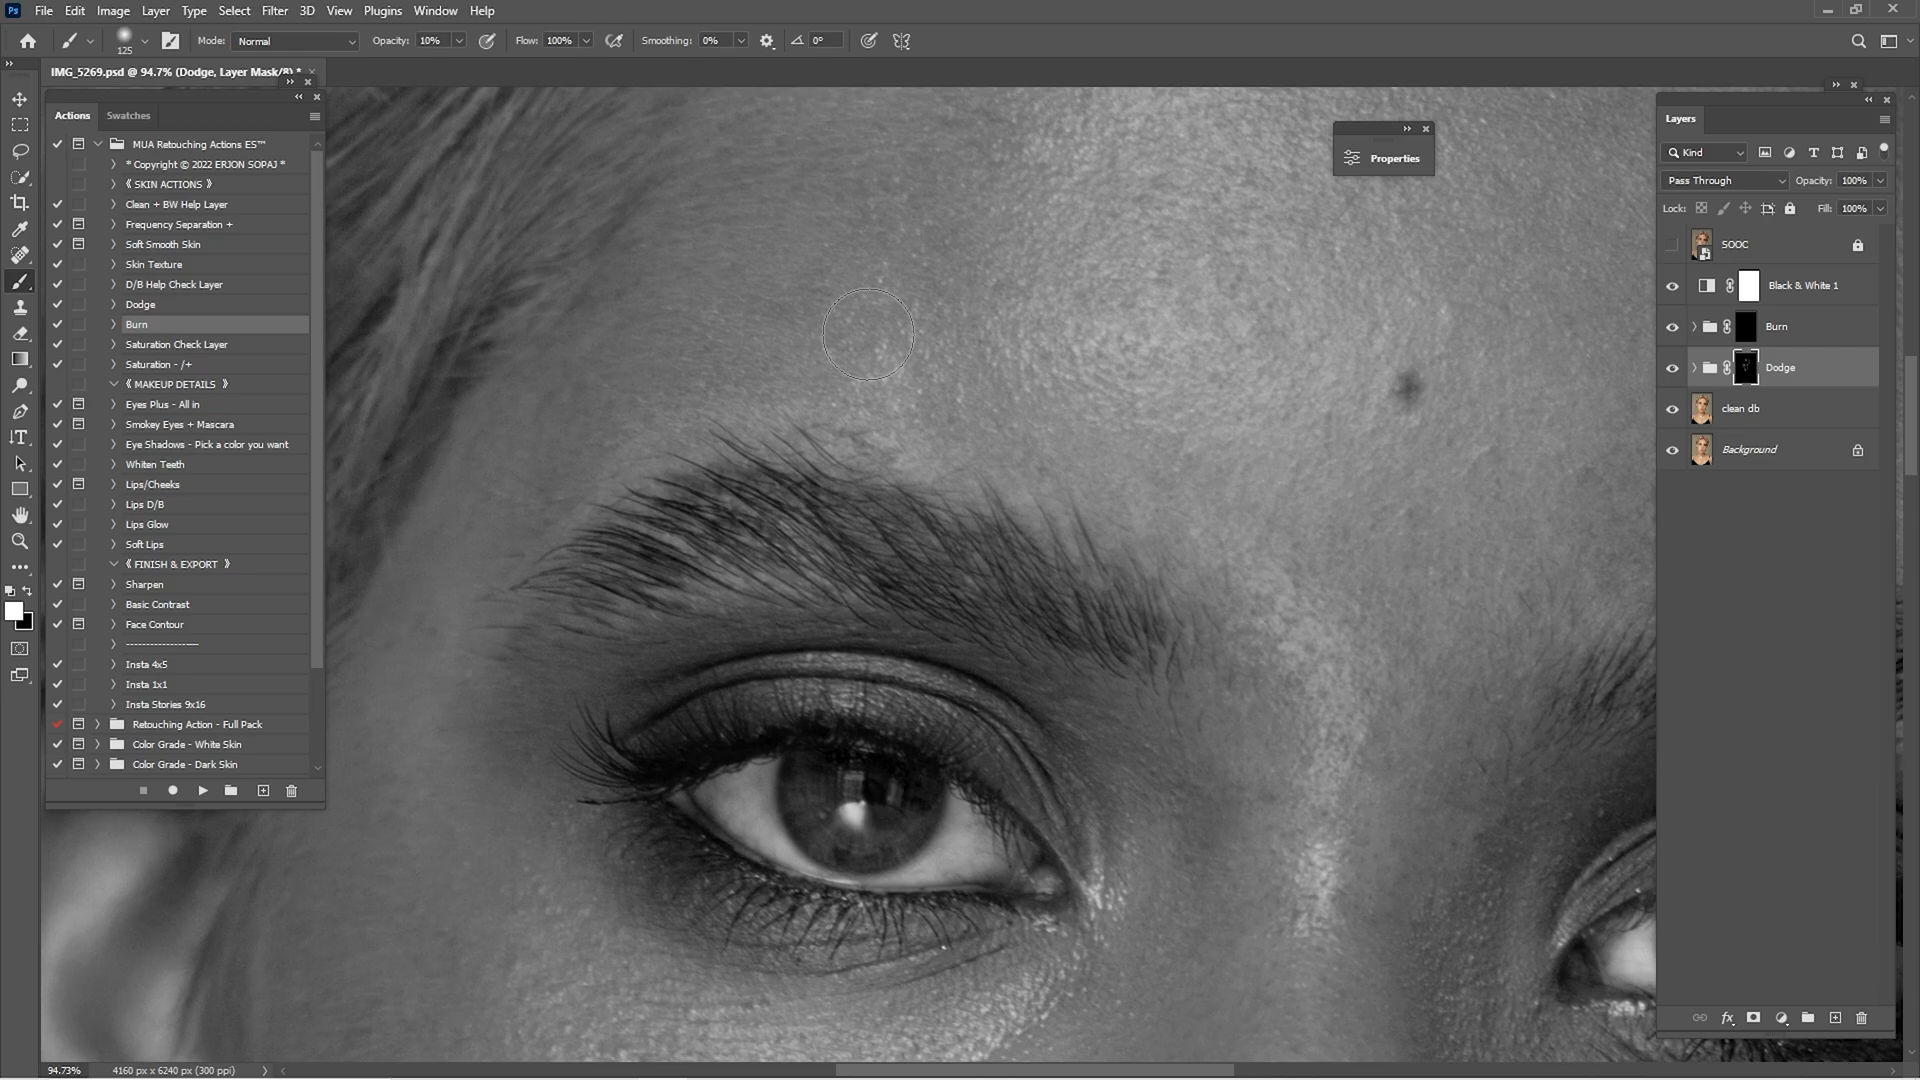 Ps File Edit Image Layer Type Select Filter 3D View Plugins Window Help
125 Mode: Normal Opacity: 10% Flow: 100% Smoothing: 0% 0°
IMG_5269.psd @ 94.7% (Dodge, Layer Mask/8) *
Actions Swatches
MUA Retouching Actions ES™
* Copyright © 2022 ERJON SOPAJ *
《 SKIN ACTIONS 》
Clean + BW Help Layer
Frequency Separation +
Soft Smooth Skin
Skin Texture
D/B Help Check Layer
Dodge
Burn
Saturation Check Layer
Saturation - /+
《 MAKEUP DETAILS 》
Eyes Plus - All in
Smokey Eyes + Mascara
Eye Shadows - Pick a color you want
Whiten Teeth
Lips/Cheeks
Lips D/B
Lips Glow
Soft Lips
《 FINISH & EXPORT 》
Sharpen
Basic Contrast
Face Contour
-------------------
Insta 4x5
Insta 1x1
Insta Stories 9x16
Retouching Action - Full Pack
Color Grade - White Skin
Color Grade - Dark Skin
Properties
Layers
Kind
Pass Through Opacity: 100%
Lock: Fill: 100%
SOOC
Black & White 1
Burn
Dodge
clean db
Background
fx
94.73% 4160 px x 6240 px (300 ppi)